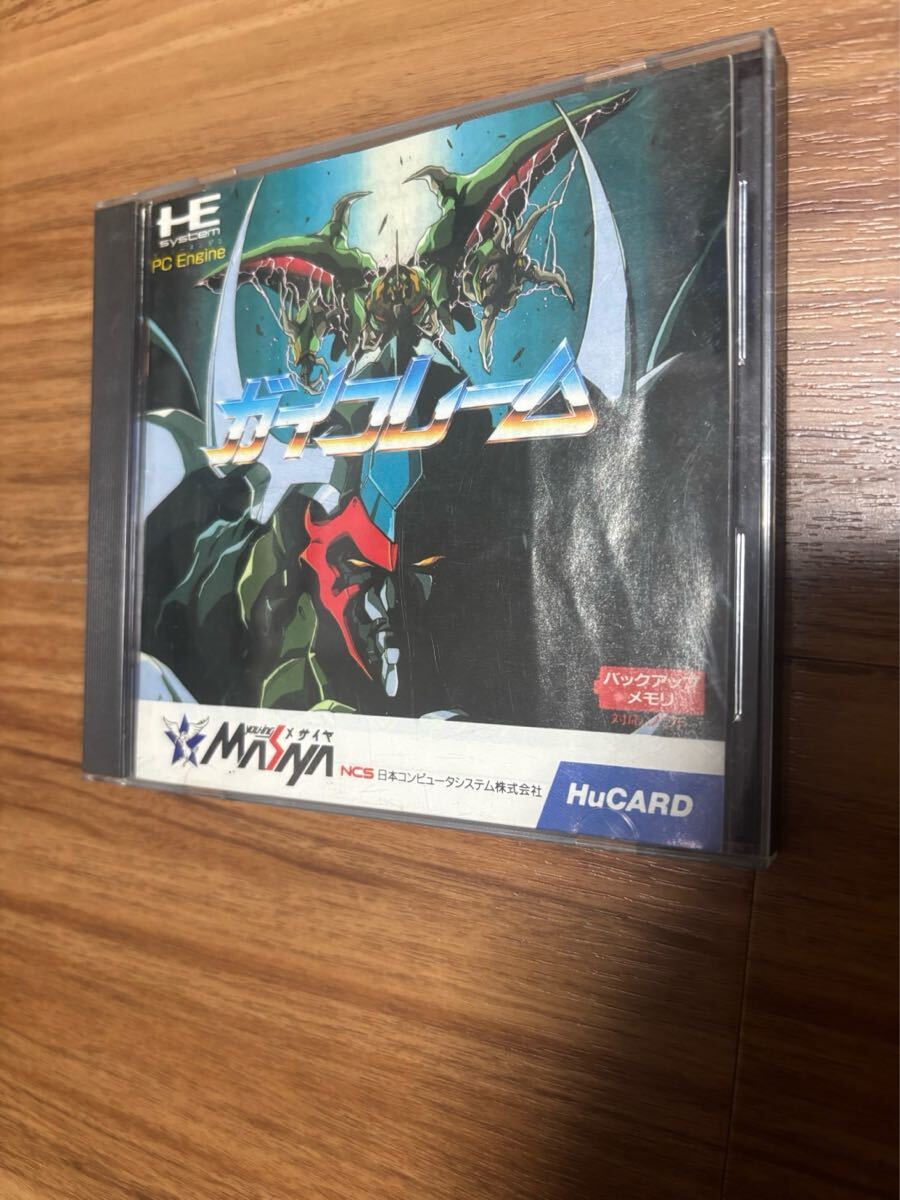 HE
system
PC Engine
ガイフレーム
バックアップ
メモリ
MASAYA
メサイヤ
NCS 日本コンピュータシステム株式会社
HuCARD